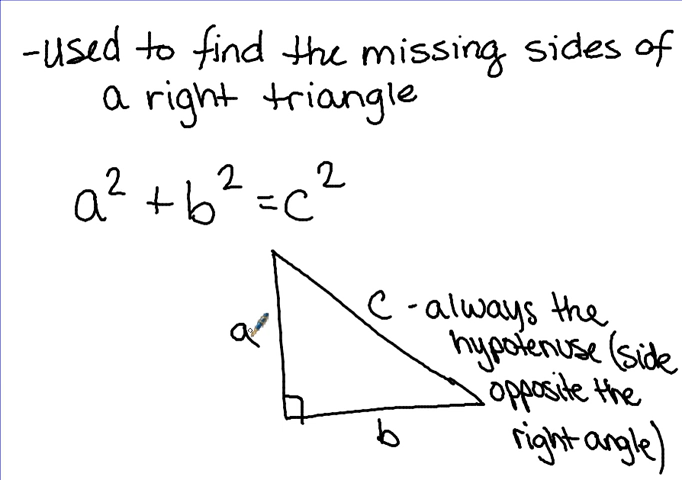 -used to find the missing sides of
a right triangle
a² + b² = c²
c - always the
hypotenuse (side
opposite the
right angle)
a
b